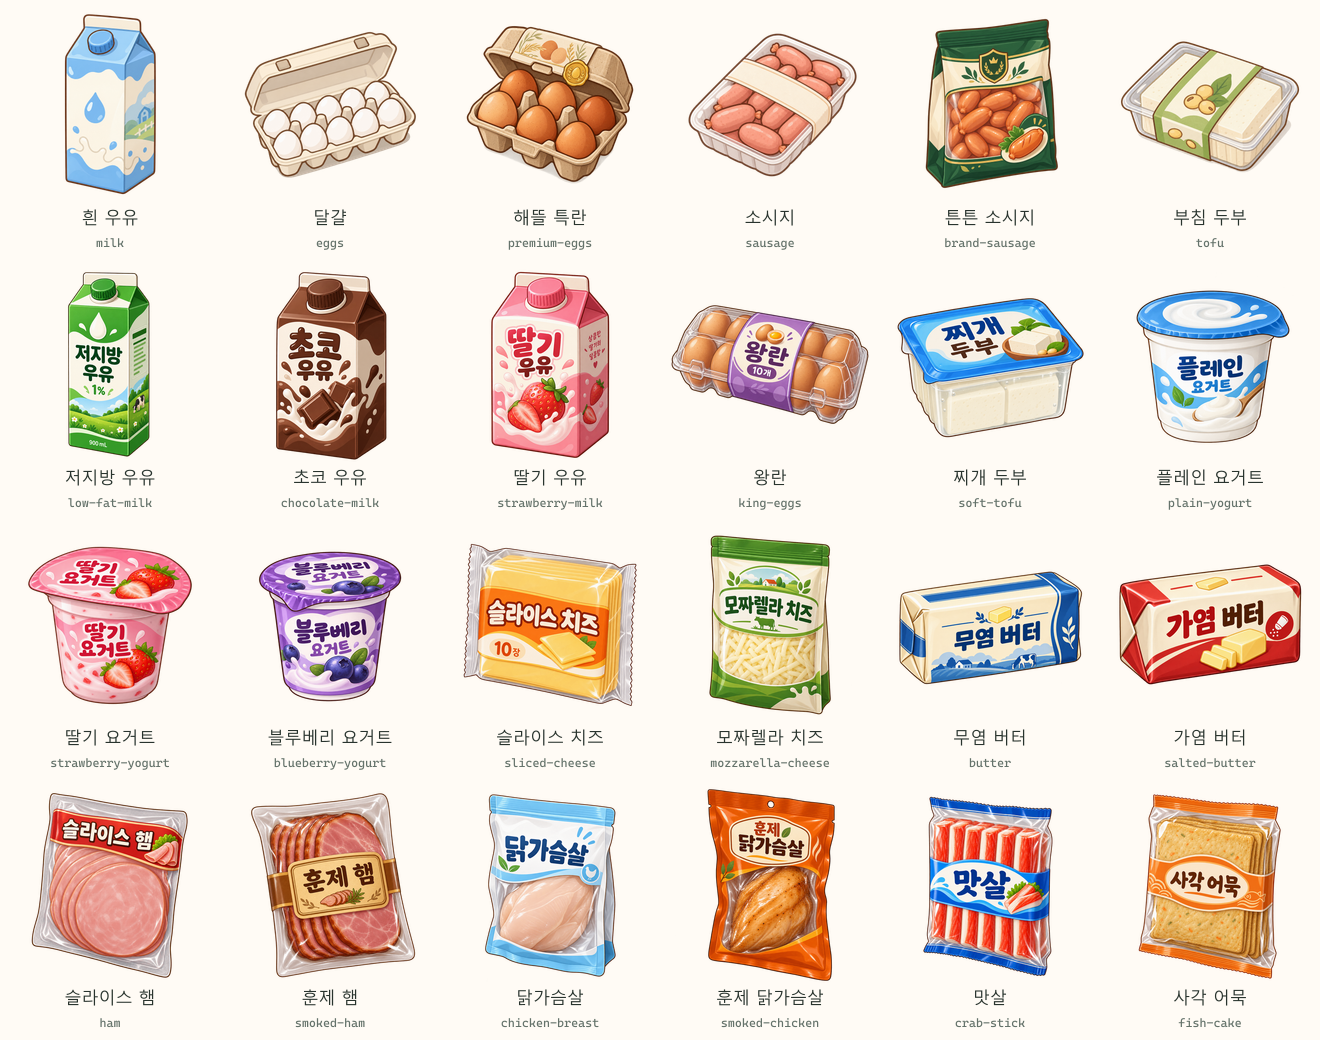 흰 우유
milk
달걀
eggs
해뜰 특란
premium-eggs
소시지
sausage
튼튼 소시지
brand-sausage
부침 두부
tofu
저지방
우유
1%
900 mL
저지방 우유
low-fat-milk
초코
우유
초코 우유
chocolate-milk
딸기
우유
딸기 우유
strawberry-milk
왕란
10개
왕란
king-eggs
찌개
두부
찌개 두부
soft-tofu
플레인
요거트
플레인 요거트
plain-yogurt
딸기
요거트
딸기
요거트
딸기 요거트
strawberry-yogurt
블루베리
요거트
블루베리
요거트
블루베리 요거트
blueberry-yogurt
슬라이스 치즈
10장
슬라이스 치즈
sliced-cheese
모짜렐라 치즈
모짜렐라 치즈
mozzarella-cheese
무염 버터
무염 버터
butter
가염 버터
가염 버터
salted-butter
슬라이스 햄
슬라이스 햄
ham
훈제 햄
훈제 햄
smoked-ham
닭가슴살
닭가슴살
chicken-breast
훈제
닭가슴살
훈제 닭가슴살
smoked-chicken
맛살
맛살
crab-stick
사각 어묵
사각 어묵
fish-cake